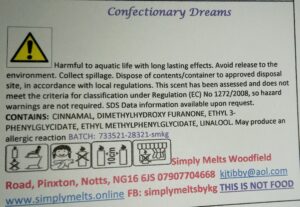 Confectionary Dreams
Harmful to aquatic life with long lasting effects. Avoid release to the
environment. Collect spillage. Dispose of contents/container to approved disposal
site, in accordance with local regulations. This scent has been assessed and does not
meet the criteria for classification under Regulation (EC) No 1272/2008, so hazard
warnings are not required. SDS Data information available upon request.
CONTAINS: CINNAMAL, DIMETHYLHYDROXY FURANONE, ETHYL 3-
PHENYLGLYCIDATE, ETHYL METHYLPHENYLGLYCIDATE, LINALOOL. May produce an
allergic reaction BATCH: 733521-28321-smkg
Simply Melts Woodfield
Road, Pinxton, Notts, NG16 6JS 07907704668 kjtibby@aol.com
www.simplymelts.online FB: simplymeltsbykg THIS IS NOT FOOD